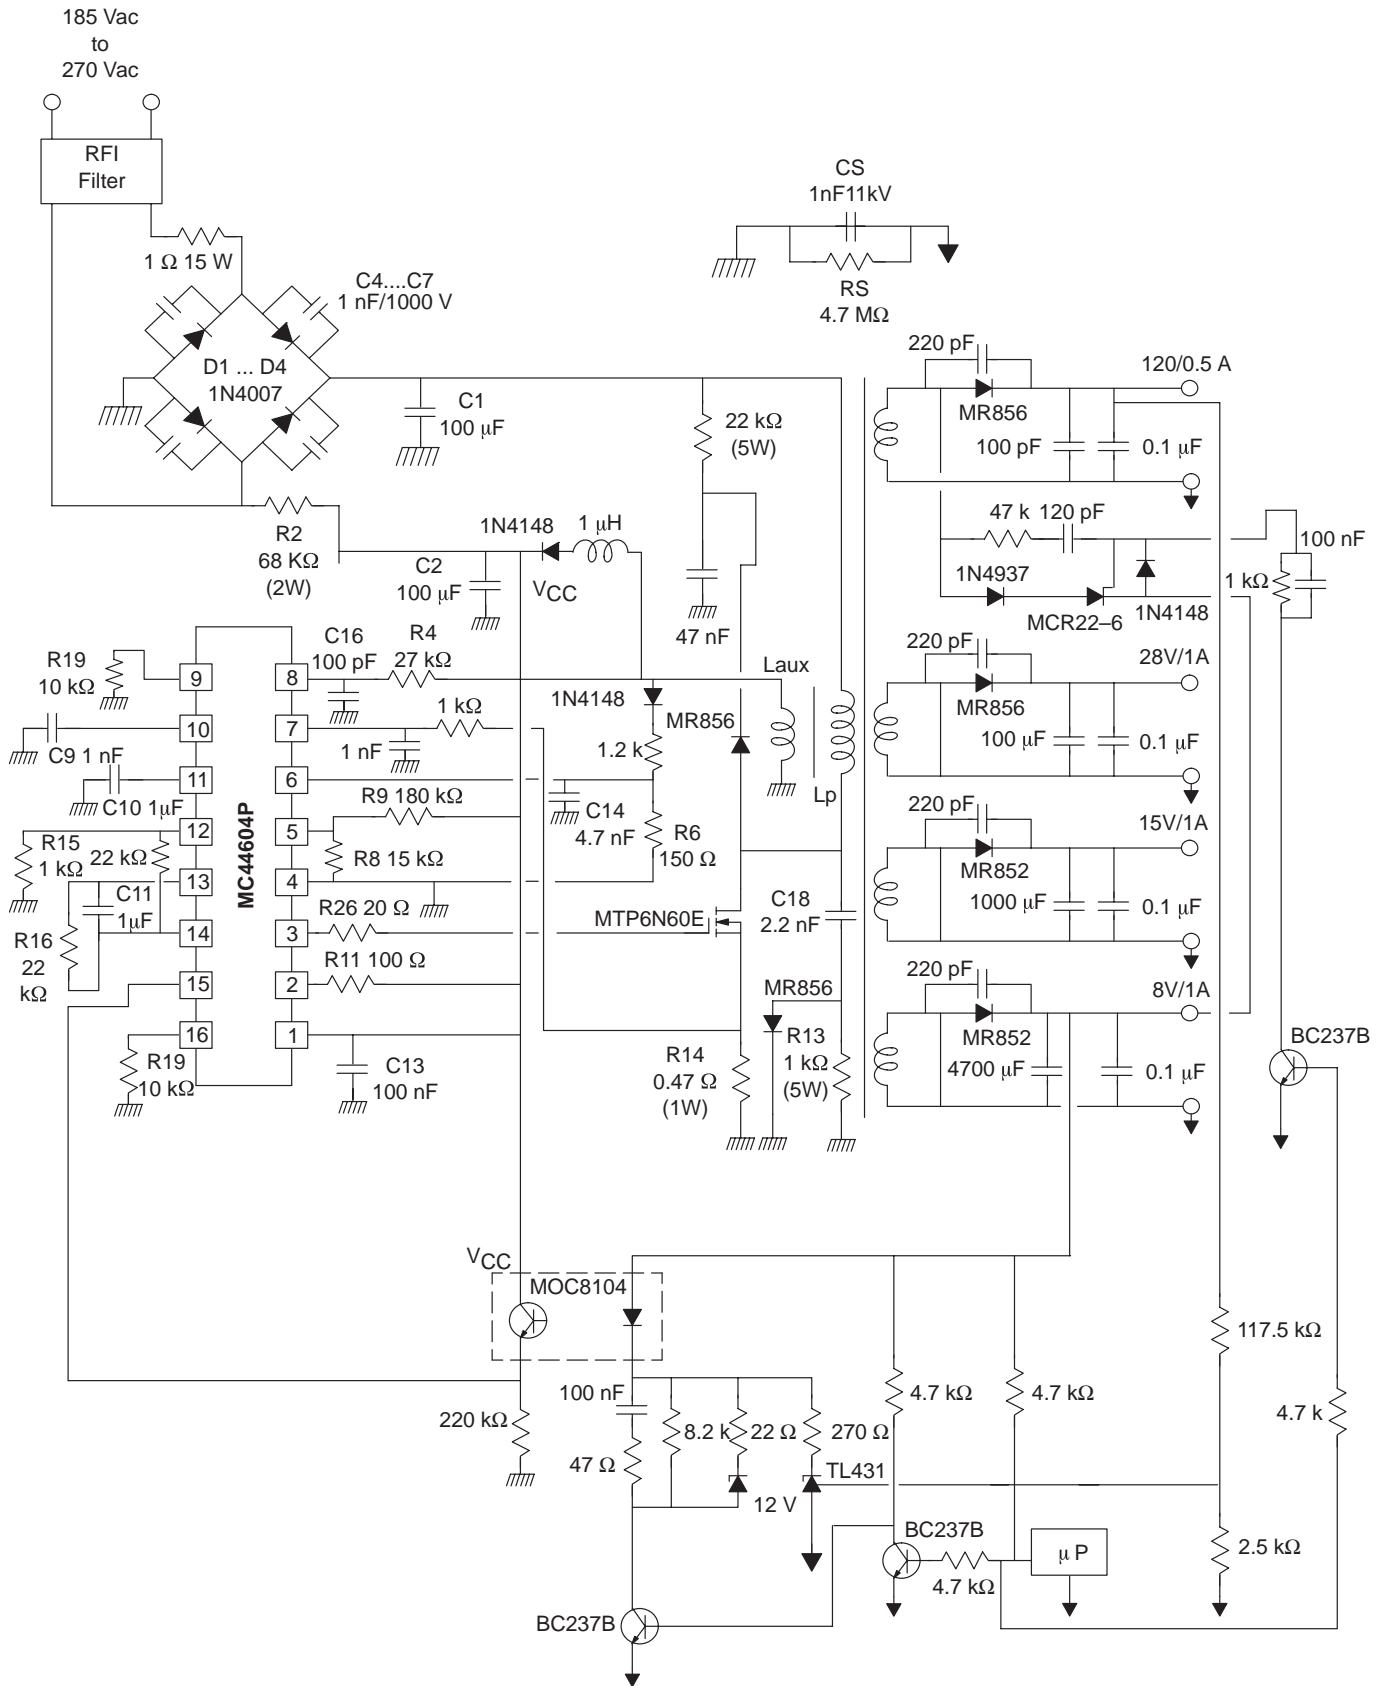 185 Vac
to
270 Vac
RFI
Filter
1 Ω 15 W
C4....C7
1 nF/1000 V
D1 ... D4
1N4007
CS
1nF11kV
RS
4.7 MΩ
C1
100 μF
22 kΩ
(5W)
220 pF
MR856
120/0.5 A
100 pF
0.1 μF
R2
68 KΩ
(2W)
1N4148
1 μH
C2
100 μF
VCC
47 nF
47 k
120 pF
1N4937
MCR22–6
1N4148
1 kΩ
100 nF
R19
10 kΩ
C9 1 nF
C10 1μF
R15
1 kΩ
22 kΩ
C11
1μF
R16
22
kΩ
R19
10 kΩ
9
10
11
12
13
14
15
16
MC44604P
8
7
6
5
4
3
2
1
C16
100 pF
R4
27 kΩ
1 kΩ
1 nF
R9 180 kΩ
R8 15 kΩ
R26 20 Ω
R11 100 Ω
C13
100 nF
1N4148
1.2 k
C14
4.7 nF
R6
150 Ω
MR856
Laux
Lp
MTP6N60E
C18
2.2 nF
MR856
R14
0.47 Ω
(1W)
R13
1 kΩ
(5W)
220 pF
MR856
28V/1A
100 μF
0.1 μF
220 pF
MR852
15V/1A
1000 μF
0.1 μF
220 pF
MR852
8V/1A
4700 μF
0.1 μF
BC237B
VCC
MOC8104
220 kΩ
100 nF
47 Ω
8.2 k
22 Ω
12 V
270 Ω
TL431
4.7 kΩ
4.7 kΩ
117.5 kΩ
4.7 k
BC237B
4.7 kΩ
μ P
2.5 kΩ
BC237B